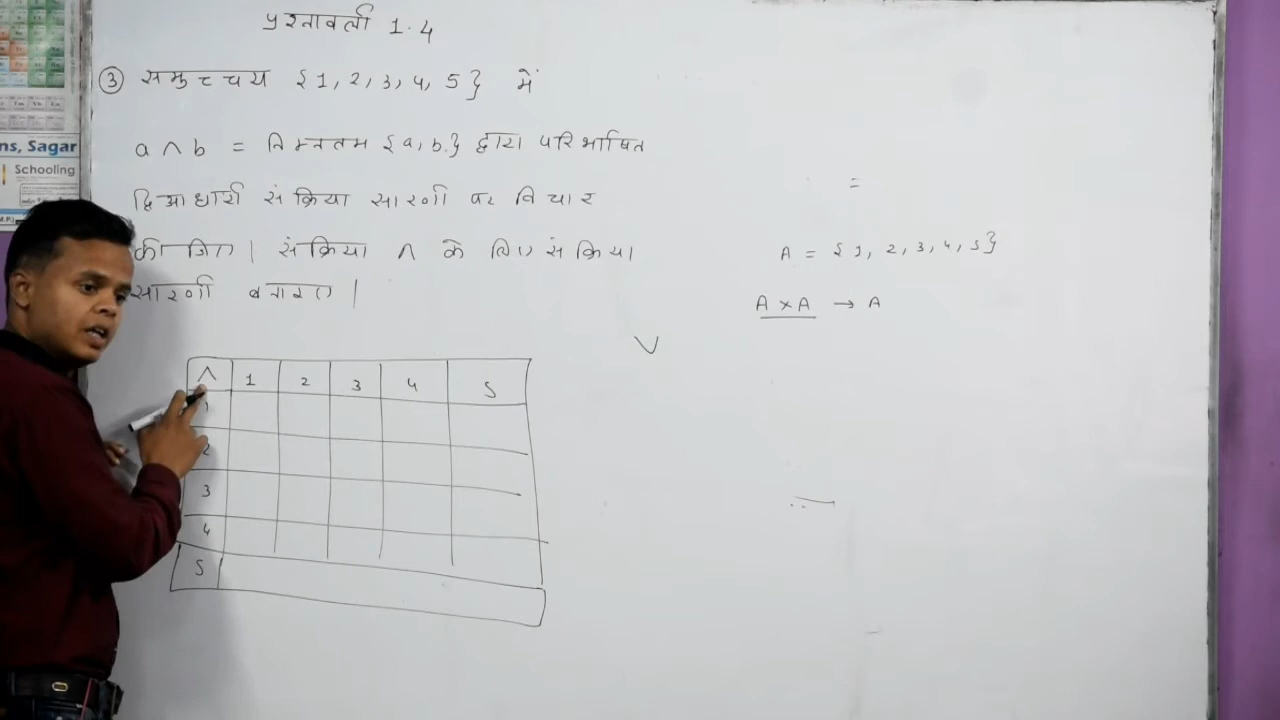 प्रश्नावली 1.4
③ समुच्चय {1, 2, 3, 4, 5} में
a ∧ b = निम्नतम {a, b.} द्वारा परिभाषित
द्विआधारी संक्रिया सारणी पर विचार
कीजिए | संक्रिया ∧ के लिए संक्रिया
सारणी बनाइए |
=
A = {1, 2, 3, 4, 5}
A × A → A
∨
∧ 1 2 3 4 5
1
2
3
4
5
ns, Sagar
Schooling